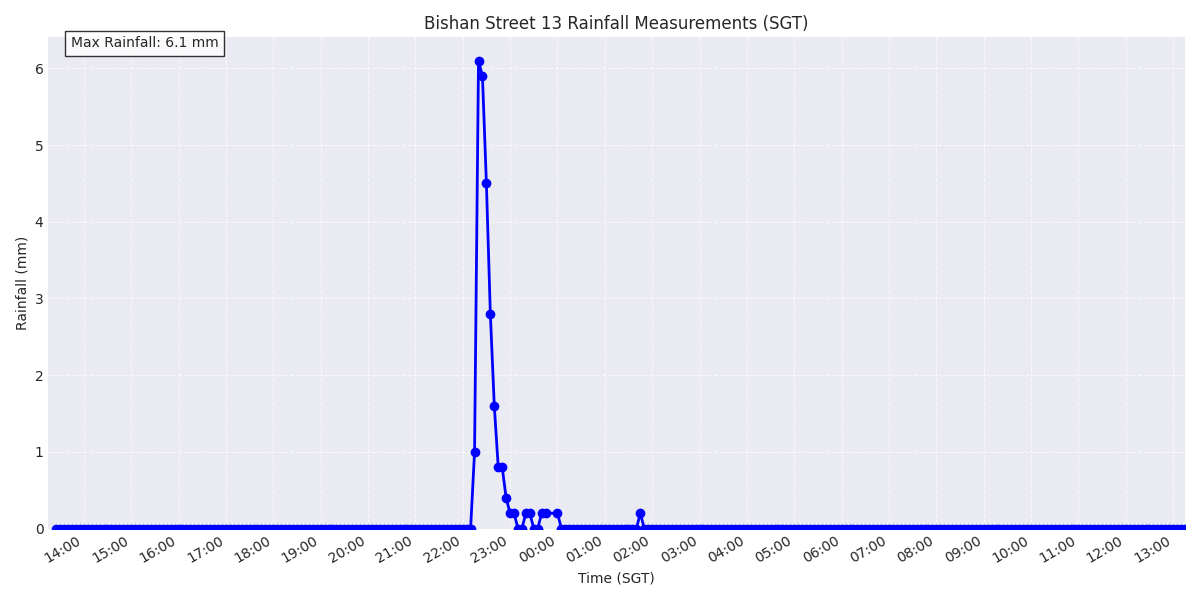 Bishan Street 13 Rainfall Measurements (SGT)
Max Rainfall: 6.1 mm
6
5
4
3
2
1
0
Rainfall (mm)
14:00 15:00 16:00 17:00 18:00 19:00 20:00 21:00 22:00 23:00 00:00 01:00 02:00 03:00 04:00 05:00 06:00 07:00 08:00 09:00 10:00 11:00 12:00 13:00
Time (SGT)